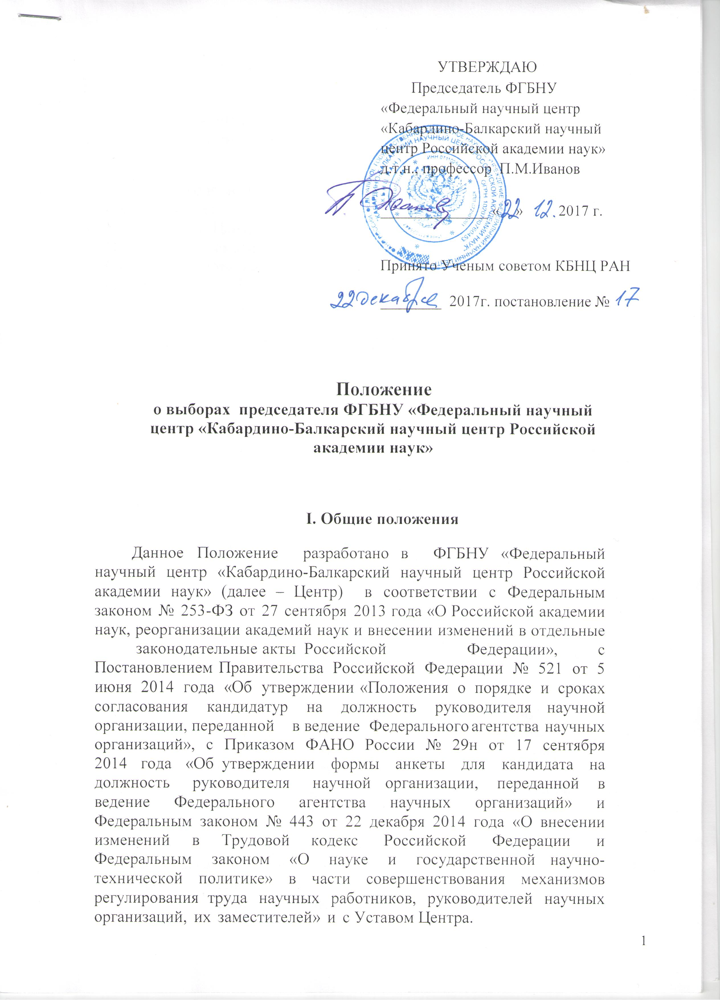 УТВЕРЖДАЮ
Председатель ФГБНУ
«Федеральный научный центр
«Кабардино-Балкарский научный
центр Российской академии наук»
д.т.н., профессор П.М.Иванов
«22» 12. 2017 г.
ОГРН 1020700760453
Принято Ученым советом КБНЦ РАН
22 декабря 2017г. постановление № 17
Положение
о выборах председателя ФГБНУ «Федеральный научный
центр «Кабардино-Балкарский научный центр Российской
академии наук»
I. Общие положения
Данное Положение разработано в ФГБНУ «Федеральный
научный центр «Кабардино-Балкарский научный центр Российской
академии наук» (далее – Центр) в соответствии с Федеральным
законом № 253-ФЗ от 27 сентября 2013 года «О Российской академии
наук, реорганизации академий наук и внесении изменений в отдельные
законодательные акты Российской Федерации», с
Постановлением Правительства Российской Федерации № 521 от 5
июня 2014 года «Об утверждении «Положения о порядке и сроках
согласования кандидатур на должность руководителя научной
организации, переданной в ведение Федерального агентства научных
организаций», с Приказом ФАНО России № 29н от 17 сентября
2014 года «Об утверждении формы анкеты для кандидата на
должность руководителя научной организации, переданной в
ведение Федерального агентства научных организаций» и
Федеральным законом № 443 от 22 декабря 2014 года «О внесении
изменений в Трудовой кодекс Российской Федерации и
Федеральным законом «О науке и государственной научно-
технической политике» в части совершенствования механизмов
регулирования труда научных работников, руководителей научных
организаций, их заместителей» и с Уставом Центра.
1